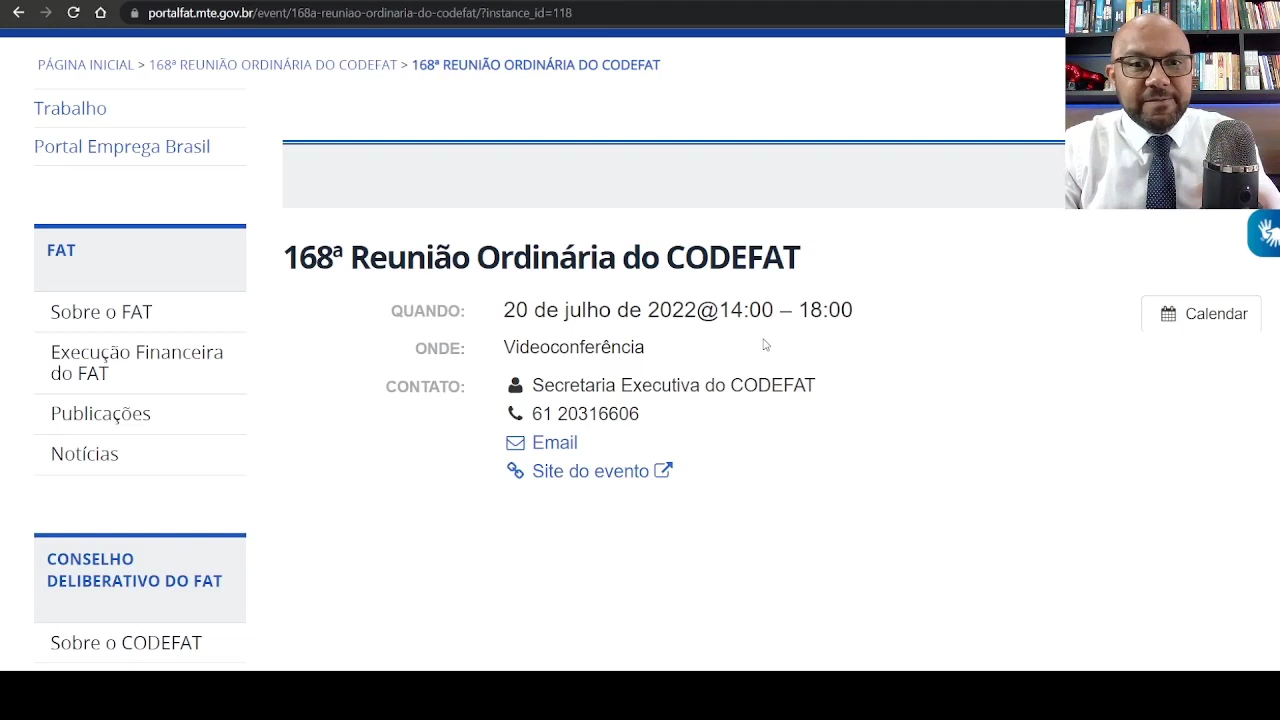 portalfat.mte.gov.br/event/168a-reuniao-ordinaria-do-codefat/?instance_id=118
PÁGINA INICIAL > 168ª REUNIÃO ORDINÁRIA DO CODEFAT > 168ª REUNIÃO ORDINÁRIA DO CODEFAT
Trabalho
Portal Emprega Brasil
FAT
Sobre o FAT
Execução Financeira
do FAT
Publicações
Notícias
CONSELHO
DELIBERATIVO DO FAT
Sobre o CODEFAT
168ª Reunião Ordinária do CODEFAT
QUANDO: 20 de julho de 2022@14:00 – 18:00
ONDE: Videoconferência
CONTATO: Secretaria Executiva do CODEFAT
61 20316606
Email
Site do evento
Calendar